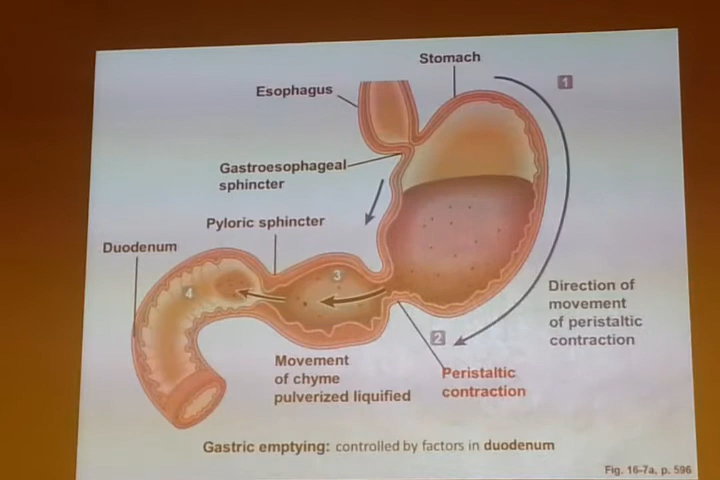 Stomach
1
Esophagus
Gastroesophageal
sphincter
Pyloric sphincter
Duodenum
3
4
Direction of
movement
of peristaltic
contraction
2
Movement
of chyme
pulverized liquified
Peristaltic
contraction
Gastric emptying: controlled by factors in duodenum
Fig. 16-7a, p. 596